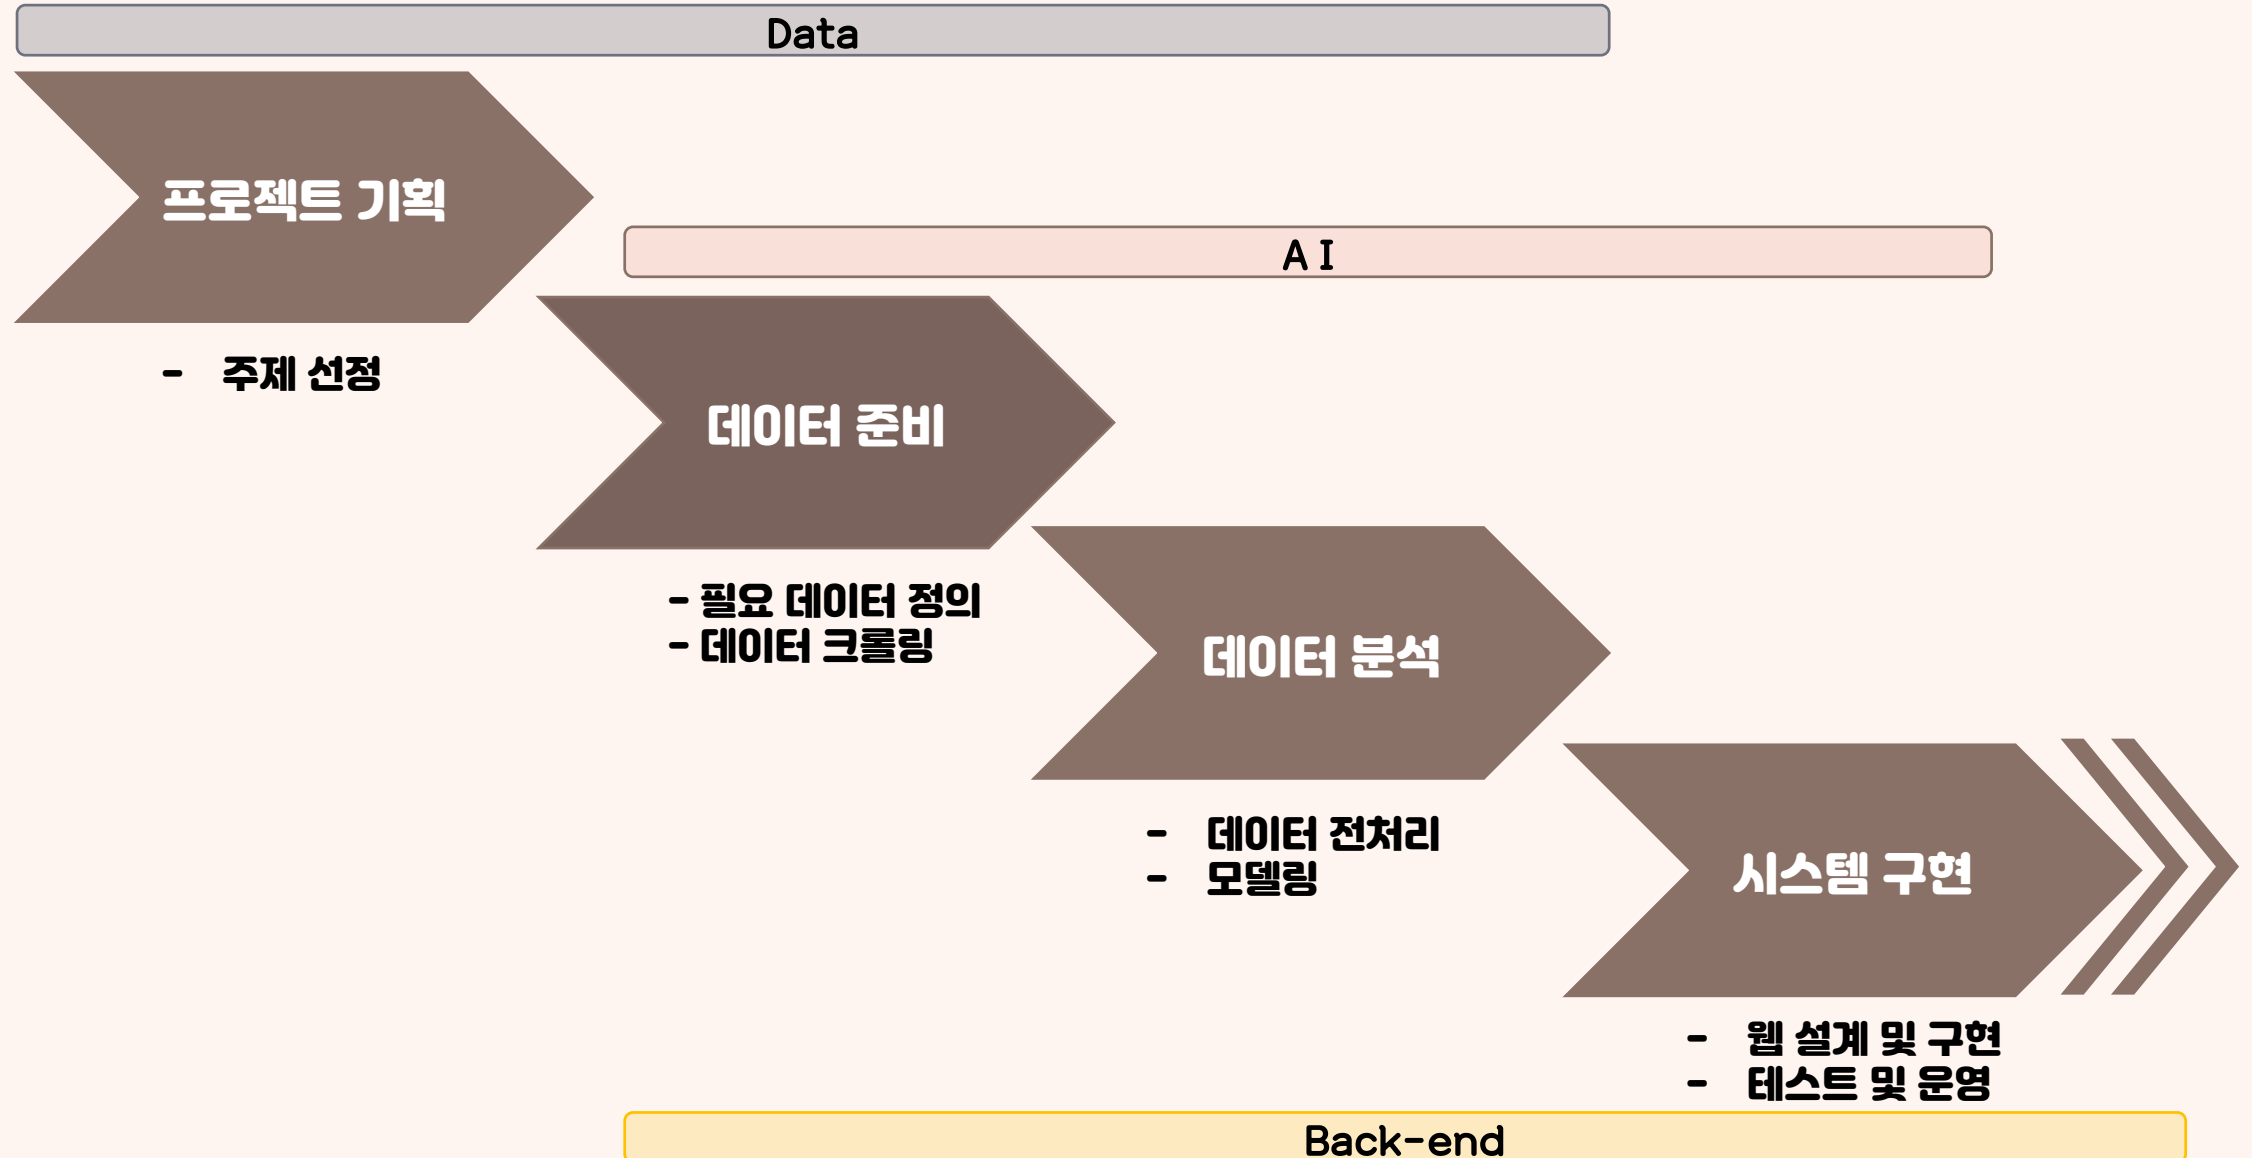 Data
프로젝트 기획
- 주제 선정
A I
데이터 준비
- 필요 데이터 정의
- 데이터 크롤링
데이터 분석
- 데이터 전처리
- 모델링
시스템 구현
- 웹 설계 및 구현
- 테스트 및 운영
Back-end